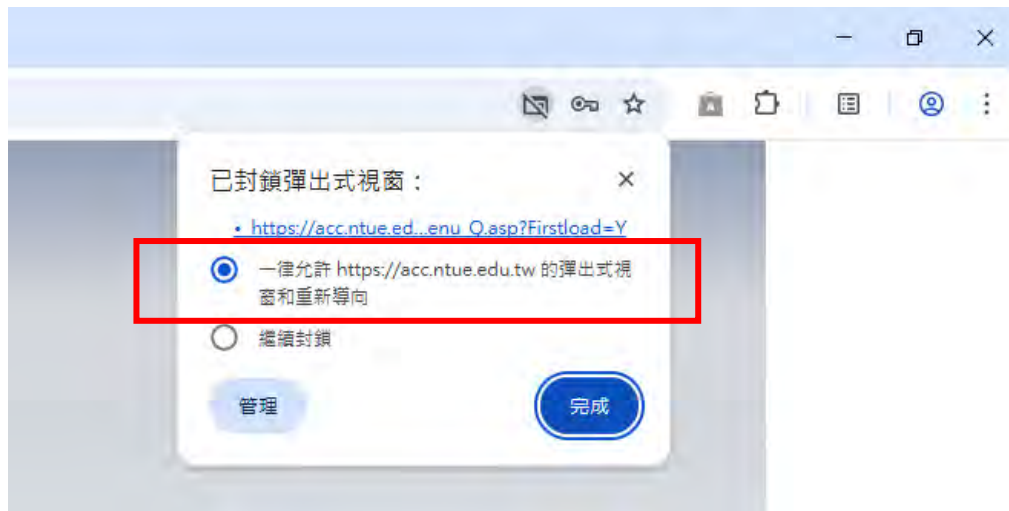 已封鎖彈出式視窗：
• https://acc.ntue.ed...enu_Q.asp?Firstload=Y
一律允許 https://acc.ntue.edu.tw 的彈出式視
窗和重新導向
繼續封鎖
管理
完成